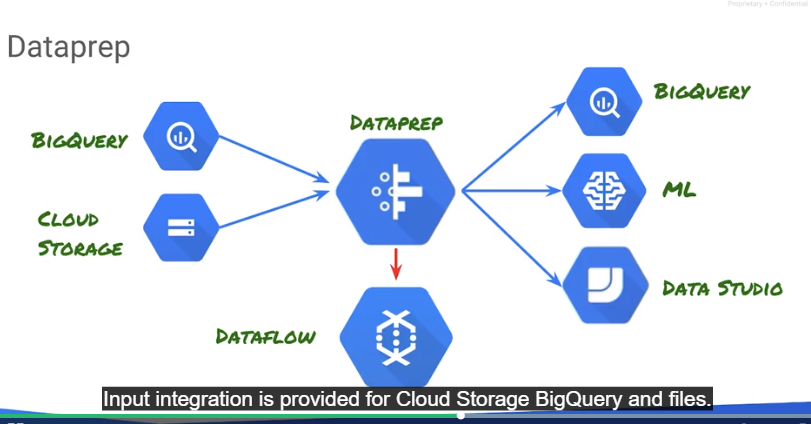 Proprietary + Confidential
Dataprep
BigQuery
Dataprep
BigQuery
Cloud
Storage
ML
Dataflow
Data Studio
Input integration is provided for Cloud Storage BigQuery and files.